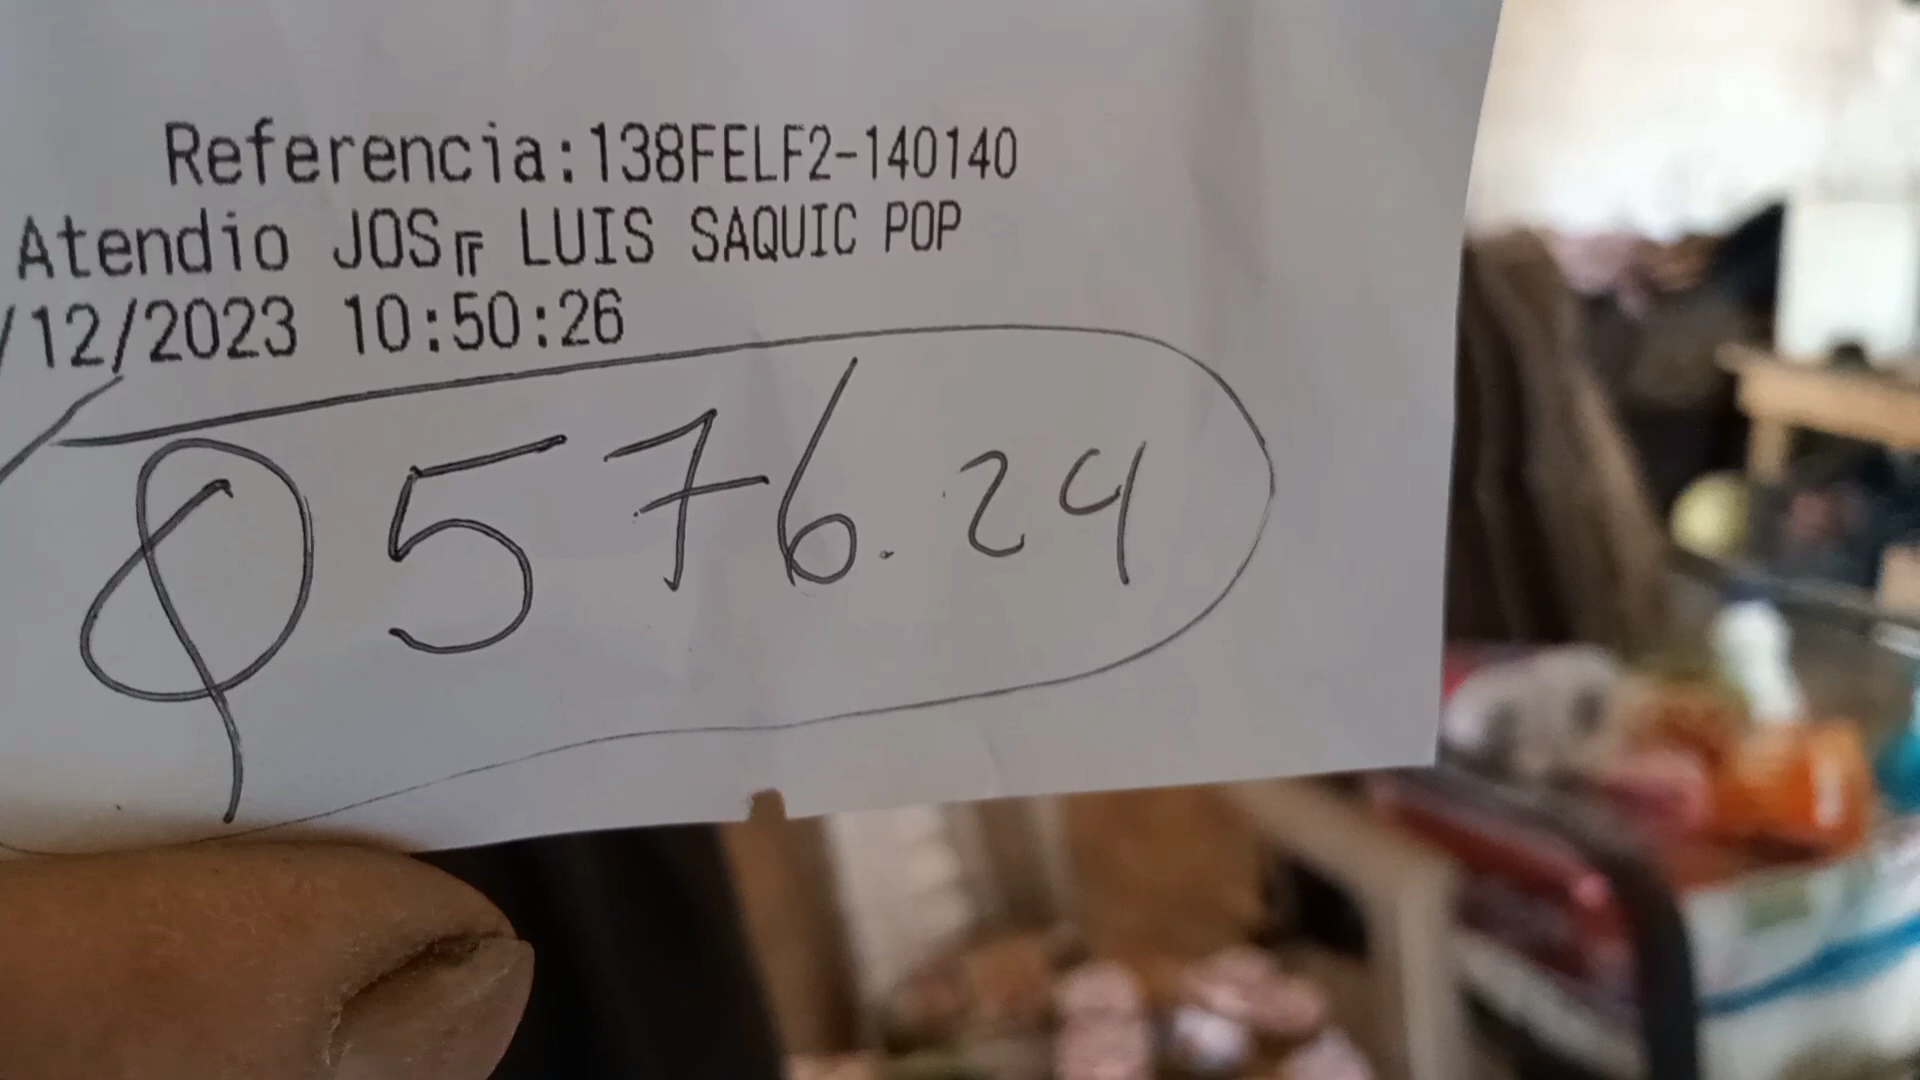 Referencia:138FELF2-140140
Atendio JOS╔ LUIS SAQUIC POP
/12/2023 10:50:26
Q576.24